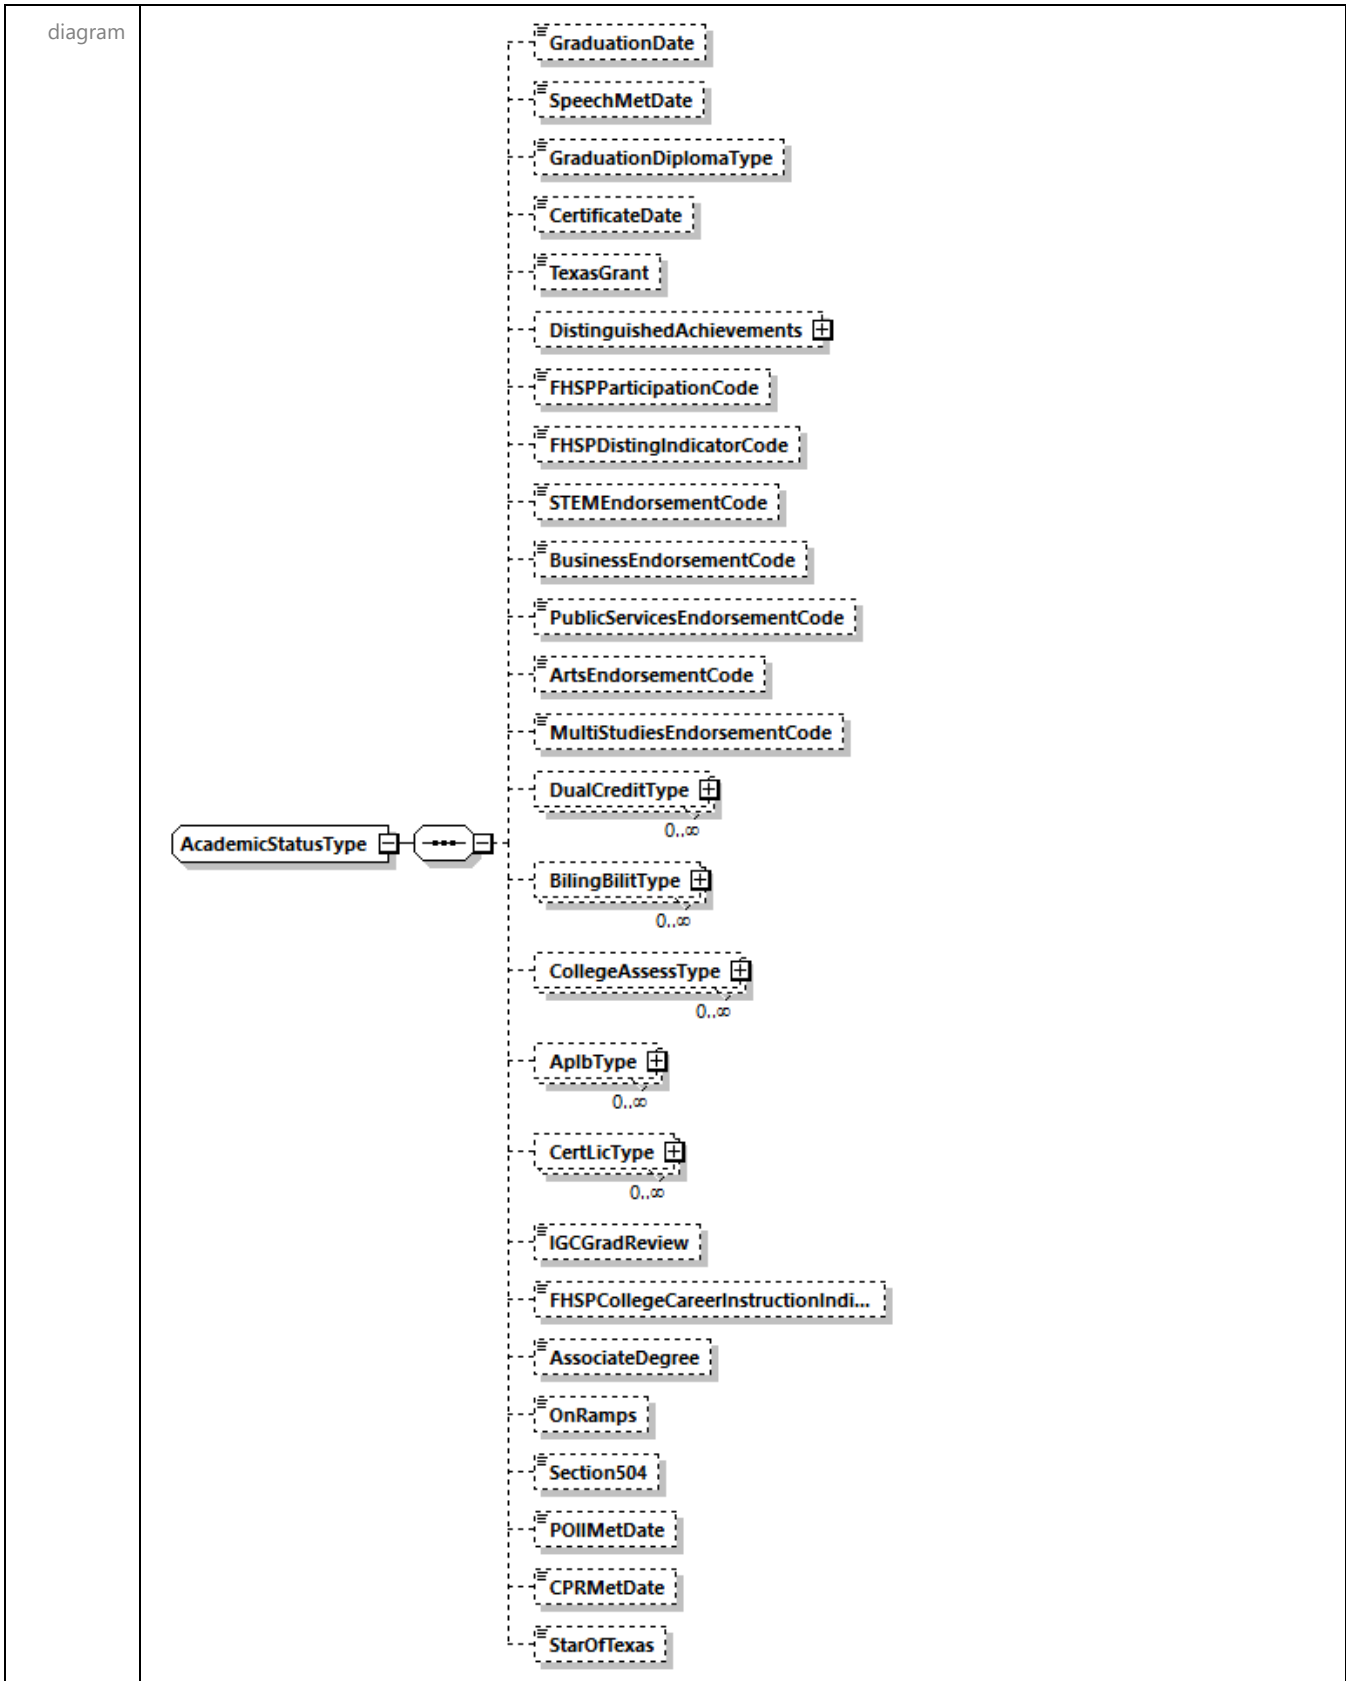 diagram
GraduationDate
SpeechMetDate
GraduationDiplomaType
CertificateDate
TexasGrant
DistinguishedAchievements
FHSPParticipationCode
FHSPDistingIndicatorCode
STEMEndorsementCode
BusinessEndorsementCode
PublicServicesEndorsementCode
ArtsEndorsementCode
MultiStudiesEndorsementCode
DualCreditType
0..∞
AcademicStatusType
BilingBilitType
0..∞
CollegeAssessType
0..∞
ApIbType
0..∞
CertLicType
0..∞
IGCGradReview
FHSPCollegeCareerInstructionIndi...
AssociateDegree
OnRamps
Section504
POIIMetDate
CPRMetDate
StarOfTexas